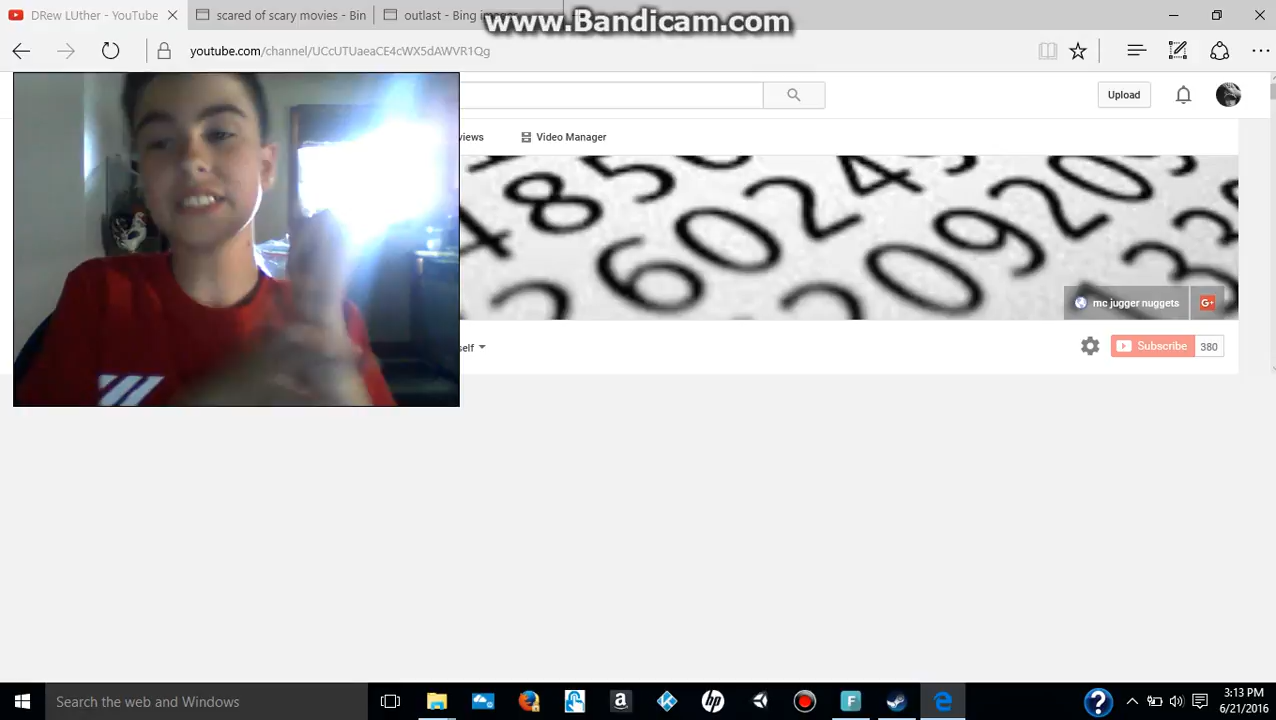 DRew LUther - YouTube
scared of scary movies - Bin
outlast - Bing
www.Bandicam.com
youtube.com/channel/UCcUTUaeaCE4cWX5dAWVR1Qg
Upload
views
Video Manager
mc jugger nuggets
G+
self
Subscribe 380
Search the web and Windows
a
hp
F
?
3:13 PM
6/21/2016